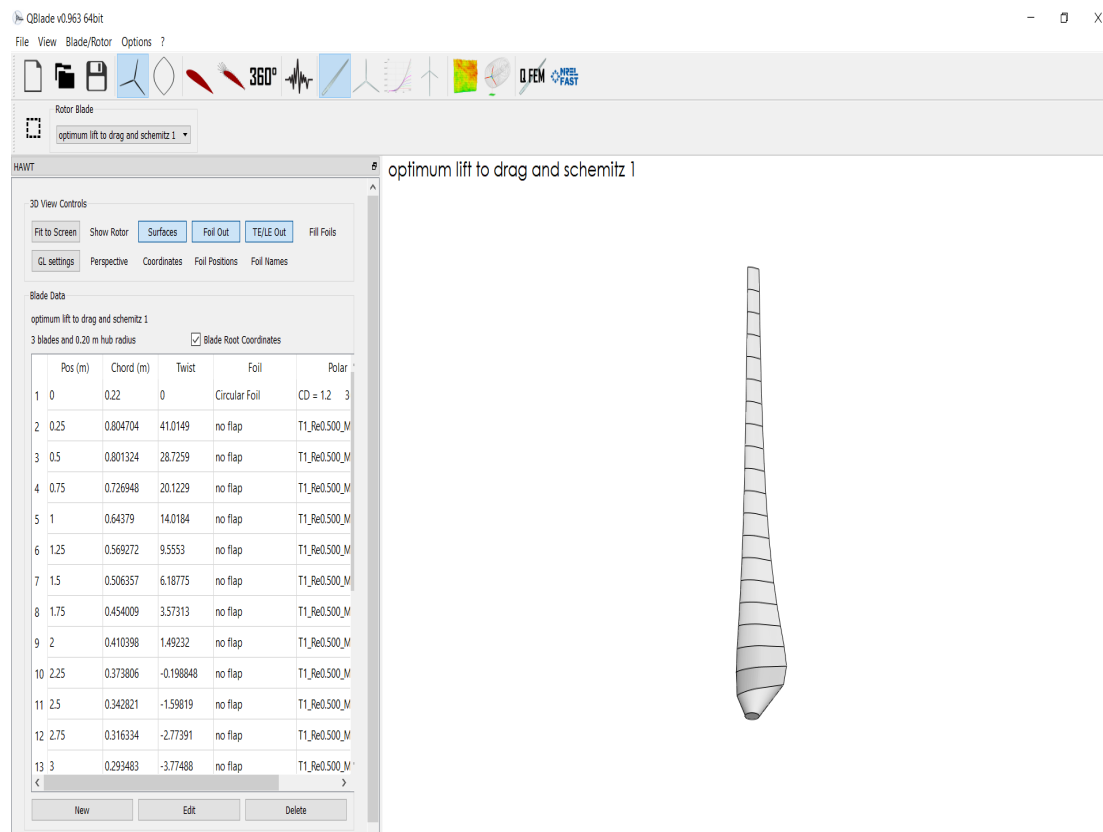 QBlade v0.963 64bit
File View Blade/Rotor Options ?
360° Q FEM NREL FAST
Rotor Blade
optimum lift to drag and schemitz 1
HAWT
optimum lift to drag and schemitz 1
3D View Controls
Fit to Screen Show Rotor Surfaces Foil Out TE/LE Out Fill Foils
GL settings Perspective Coordinates Foil Positions Foil Names
Blade Data
optimum lift to drag and schemitz 1
3 blades and 0.20 m hub radius Blade Root Coordinates
Pos (m) Chord (m) Twist Foil Polar
1 0 0.22 0 Circular Foil CD = 1.2 3
2 0.25 0.804704 41.0149 no flap T1_Re0.500_M
3 0.5 0.801324 28.7259 no flap T1_Re0.500_M
4 0.75 0.726948 20.1229 no flap T1_Re0.500_M
5 1 0.64379 14.0184 no flap T1_Re0.500_M
6 1.25 0.569272 9.5553 no flap T1_Re0.500_M
7 1.5 0.506357 6.18775 no flap T1_Re0.500_M
8 1.75 0.454009 3.57313 no flap T1_Re0.500_M
9 2 0.410398 1.49232 no flap T1_Re0.500_M
10 2.25 0.373806 -0.198848 no flap T1_Re0.500_M
11 2.5 0.342821 -1.59819 no flap T1_Re0.500_M
12 2.75 0.316334 -2.77391 no flap T1_Re0.500_M
13 3 0.293483 -3.77488 no flap T1_Re0.500_M
New Edit Delete